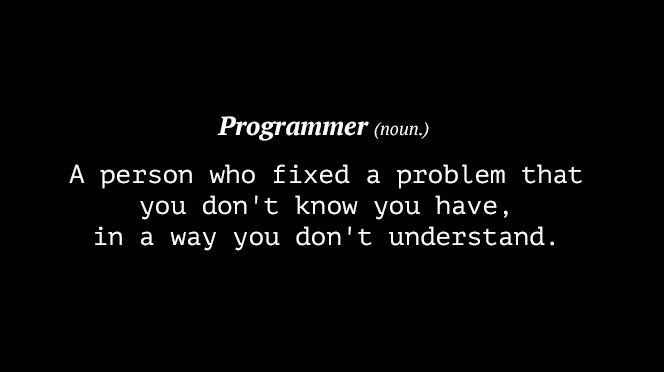 Programmer (noun.)
A person who fixed a problem that
you don't know you have,
in a way you don't understand.